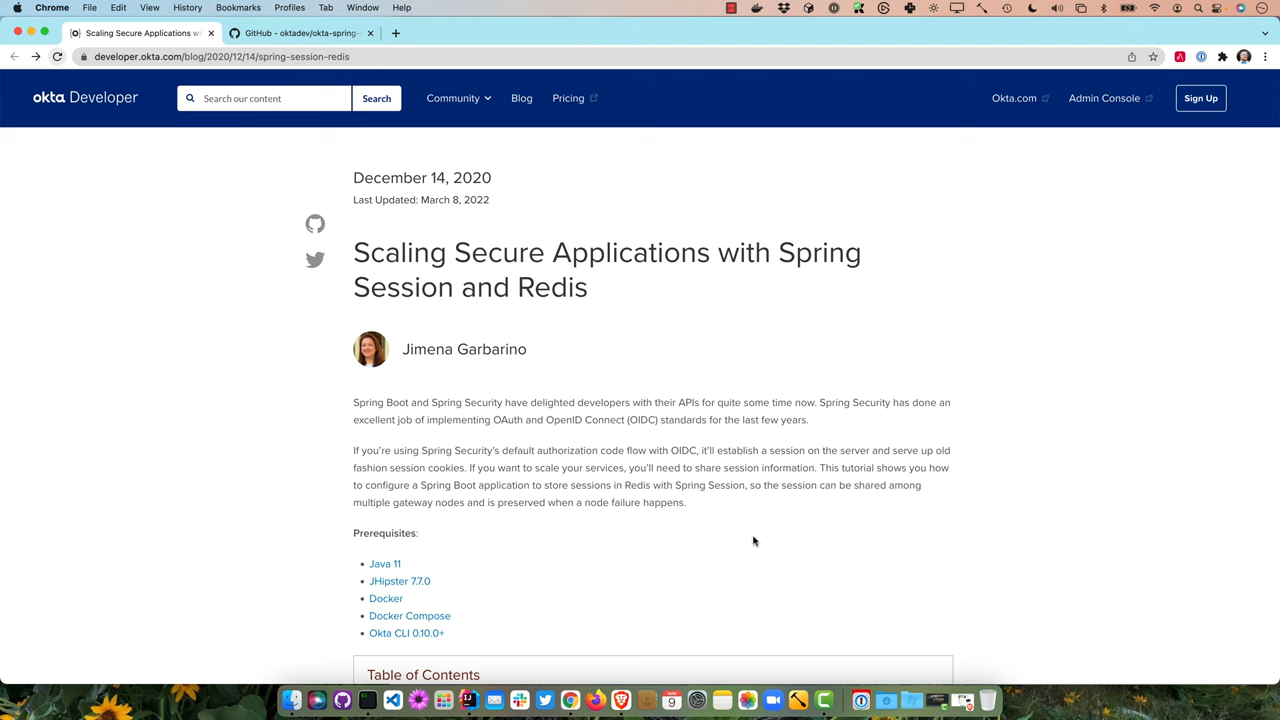 Chrome File Edit View History Bookmarks Profiles Tab Window Help
Scaling Secure Applications wi
GitHub - oktadev/okta-spring-
developer.okta.com/blog/2020/12/14/spring-session-redis
okta Developer
Search our content
Search
Community
Blog
Pricing
Okta.com
Admin Console
Sign Up
December 14, 2020
Last Updated: March 8, 2022
Scaling Secure Applications with Spring
Session and Redis
Jimena Garbarino
Spring Boot and Spring Security have delighted developers with their APIs for quite some time now. Spring Security has done an
excellent job of implementing OAuth and OpenID Connect (OIDC) standards for the last few years.
If you're using Spring Security's default authorization code flow with OIDC, it'll establish a session on the server and serve up old
fashion session cookies. If you want to scale your services, you'll need to share session information. This tutorial shows you how
to configure a Spring Boot application to store sessions in Redis with Spring Session, so the session can be shared among
multiple gateway nodes and is preserved when a node failure happens.
Prerequisites:
• Java 11
• JHipster 7.7.0
• Docker
• Docker Compose
• Okta CLI 0.10.0+
Table of Contents
9